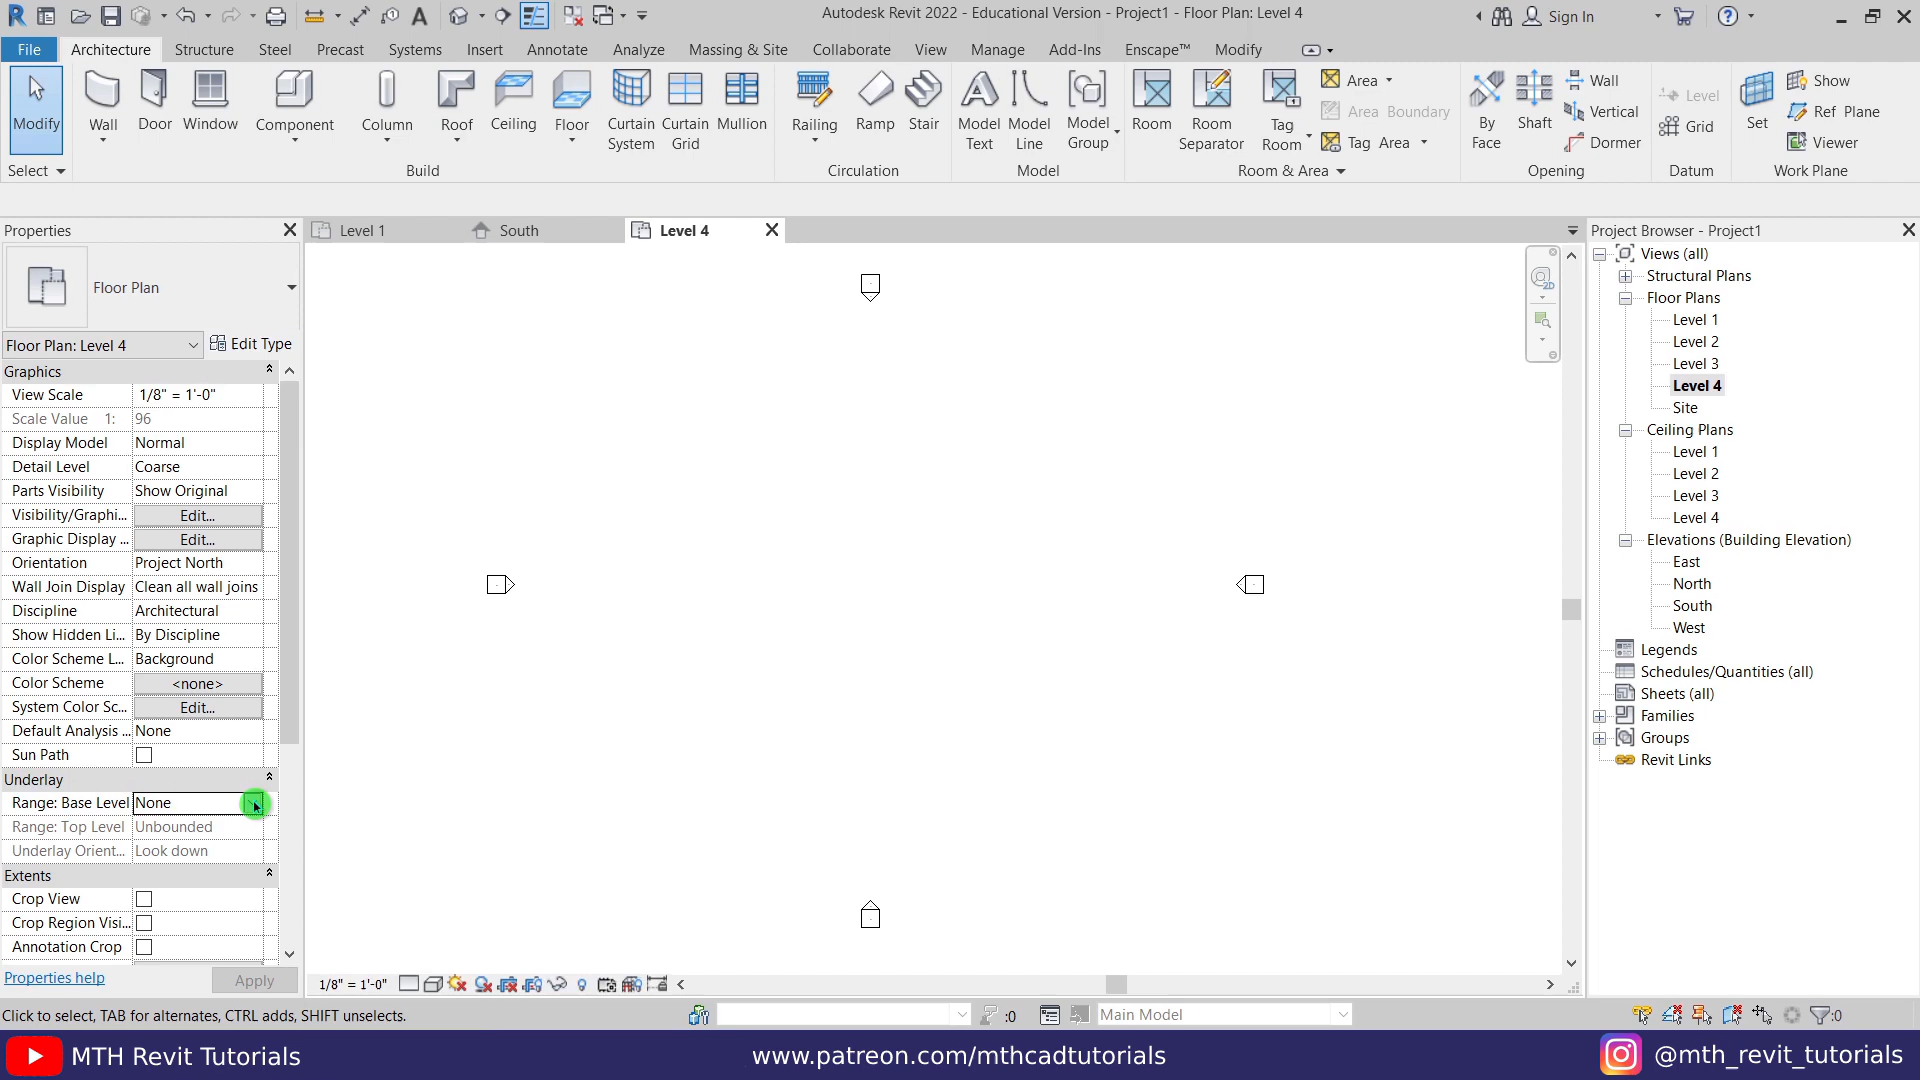 Autodesk Revit 2022 - Educational Version - Project1 - Floor Plan: Level 4
Sign In
File Architecture Structure Steel Precast Systems Insert Annotate Analyze Massing & Site Collaborate View Manage Add-Ins Enscape™ Modify
Modify
Wall
Door
Window
Component
Column
Roof
Ceiling
Floor
Curtain System
Curtain Grid
Mullion
Railing
Ramp
Stair
Model Text
Model Line
Model Group
Room
Room Separator
Tag Room
Area
Area Boundary
Tag Area
By Face
Shaft
Wall
Vertical
Dormer
Level
Grid
Set
Show
Ref Plane
Viewer
Select
Build
Circulation
Model
Room & Area
Opening
Datum
Work Plane
Properties
Floor Plan
Floor Plan: Level 4
Edit Type
Graphics
View Scale 1/8" = 1'-0"
Scale Value 1: 96
Display Model Normal
Detail Level Coarse
Parts Visibility Show Original
Visibility/Graphi... Edit...
Graphic Display ... Edit...
Orientation Project North
Wall Join Display Clean all wall joins
Discipline Architectural
Show Hidden Li... By Discipline
Color Scheme L... Background
Color Scheme <none>
System Color Sc... Edit...
Default Analysis ... None
Sun Path
Underlay
Range: Base Level None
Range: Top Level Unbounded
Underlay Orient... Look down
Extents
Crop View
Crop Region Visi...
Annotation Crop
Properties help
Apply
Level 1
South
Level 4
2D
1/8" = 1'-0"
Project Browser - Project1
Views (all)
Structural Plans
Floor Plans
Level 1
Level 2
Level 3
Level 4
Site
Ceiling Plans
Level 1
Level 2
Level 3
Level 4
Elevations (Building Elevation)
East
North
South
West
Legends
Schedules/Quantities (all)
Sheets (all)
Families
Groups
Revit Links
Click to select, TAB for alternates, CTRL adds, SHIFT unselects.
:0
Main Model
:0
MTH Revit Tutorials
www.patreon.com/mthcadtutorials
@mth_revit_tutorials